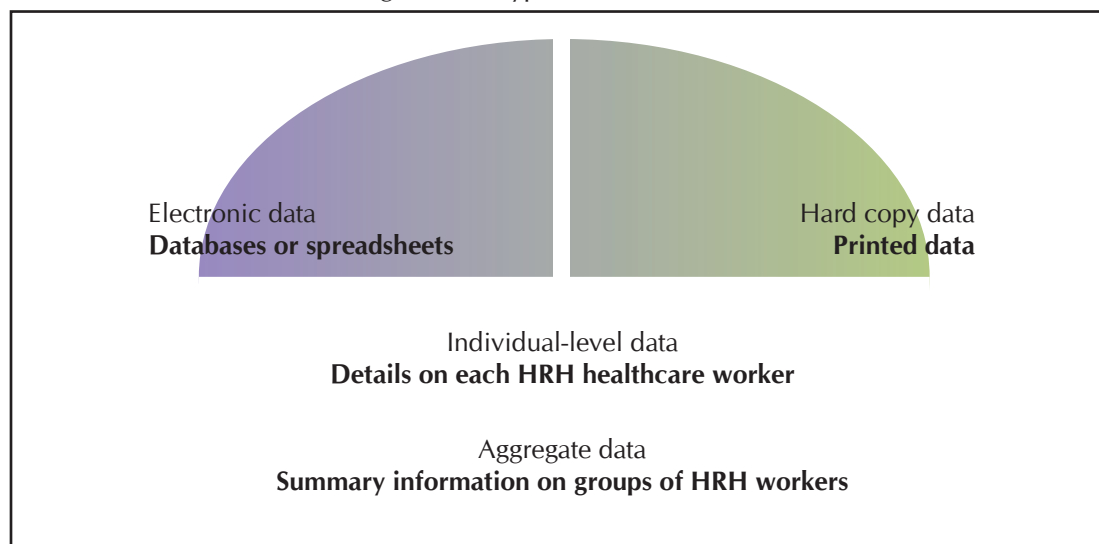 Electronic data
Databases or spreadsheets
Hard copy data
Printed data
Individual-level data
Details on each HRH healthcare worker
Aggregate data
Summary information on groups of HRH workers